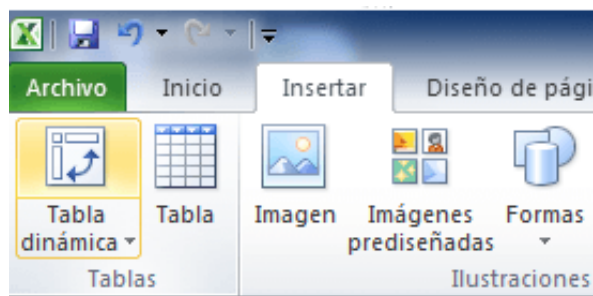 Archivo Inicio Insertar Diseño de pági
Tabla dinámica Tabla Imagen Imágenes prediseñadas Formas
Tablas Ilustraciones